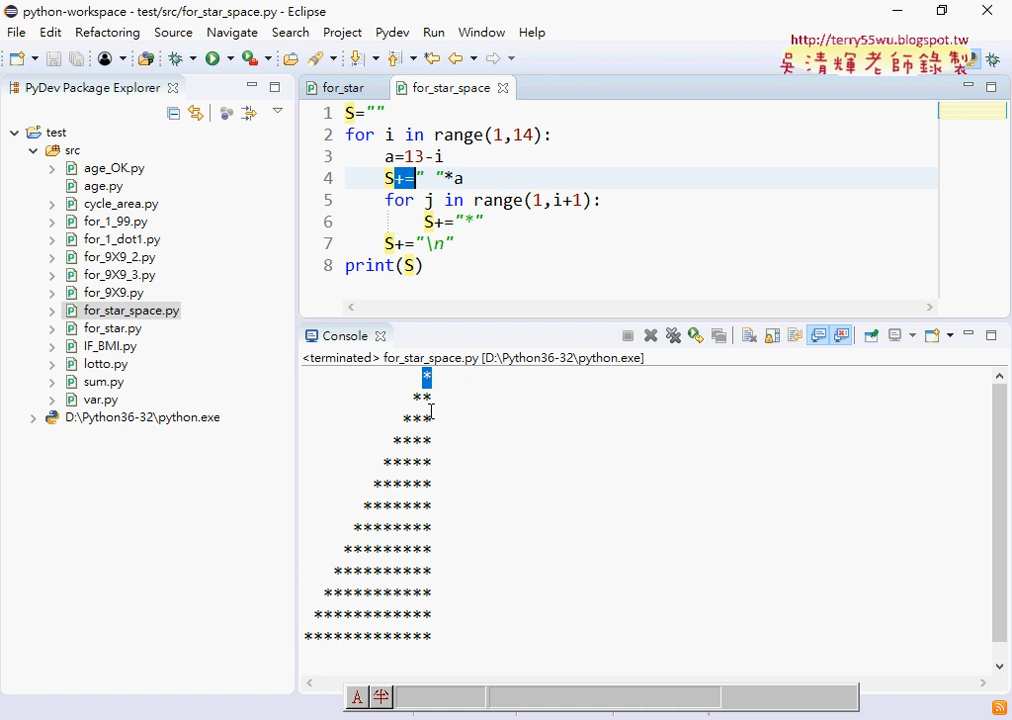 python-workspace - test/src/for_star_space.py - Eclipse
File Edit Refactoring Source Navigate Search Project Pydev Run Window Help
http://terry55wu.blogspot.tw
吳清輝老師錄製
PyDev Package Explorer
test
src
age_OK.py
age.py
cycle_area.py
for_1_99.py
for_1_dot1.py
for_9X9_2.py
for_9X9_3.py
for_9X9.py
for_star_space.py
for_star.py
IF_BMI.py
lotto.py
sum.py
var.py
D:\Python36-32\python.exe
for_star for_star_space
1 S=""
2 for i in range(1,14):
3 a=13-i
4 S+=" "*a
5 for j in range(1,i+1):
6 S+="*"
7 S+="\n"
8 print(S)
Console
<terminated> for_star_space.py [D:\Python36-32\python.exe]
*
**
***
****
*****
******
*******
********
*********
**********
***********
************
*************
A 半